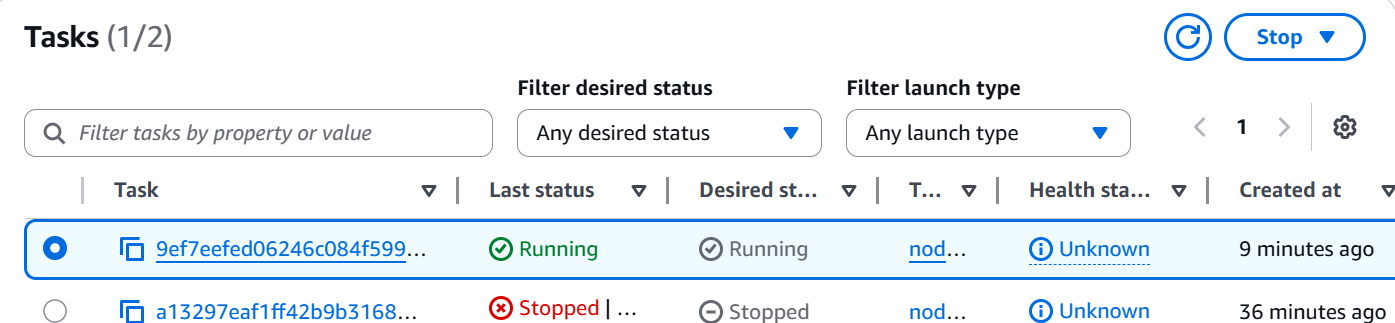 Tasks (1/2)
Stop
Filter desired status
Filter launch type
Filter tasks by property or value
Any desired status
Any launch type
1
Task
Last status
Desired st...
T...
Health sta...
Created at
9ef7eefed06246c084f599...
Running
Running
nod...
Unknown
9 minutes ago
a13297eaf1ff42b9b3168...
Stopped | ...
Stopped
nod...
Unknown
36 minutes ago